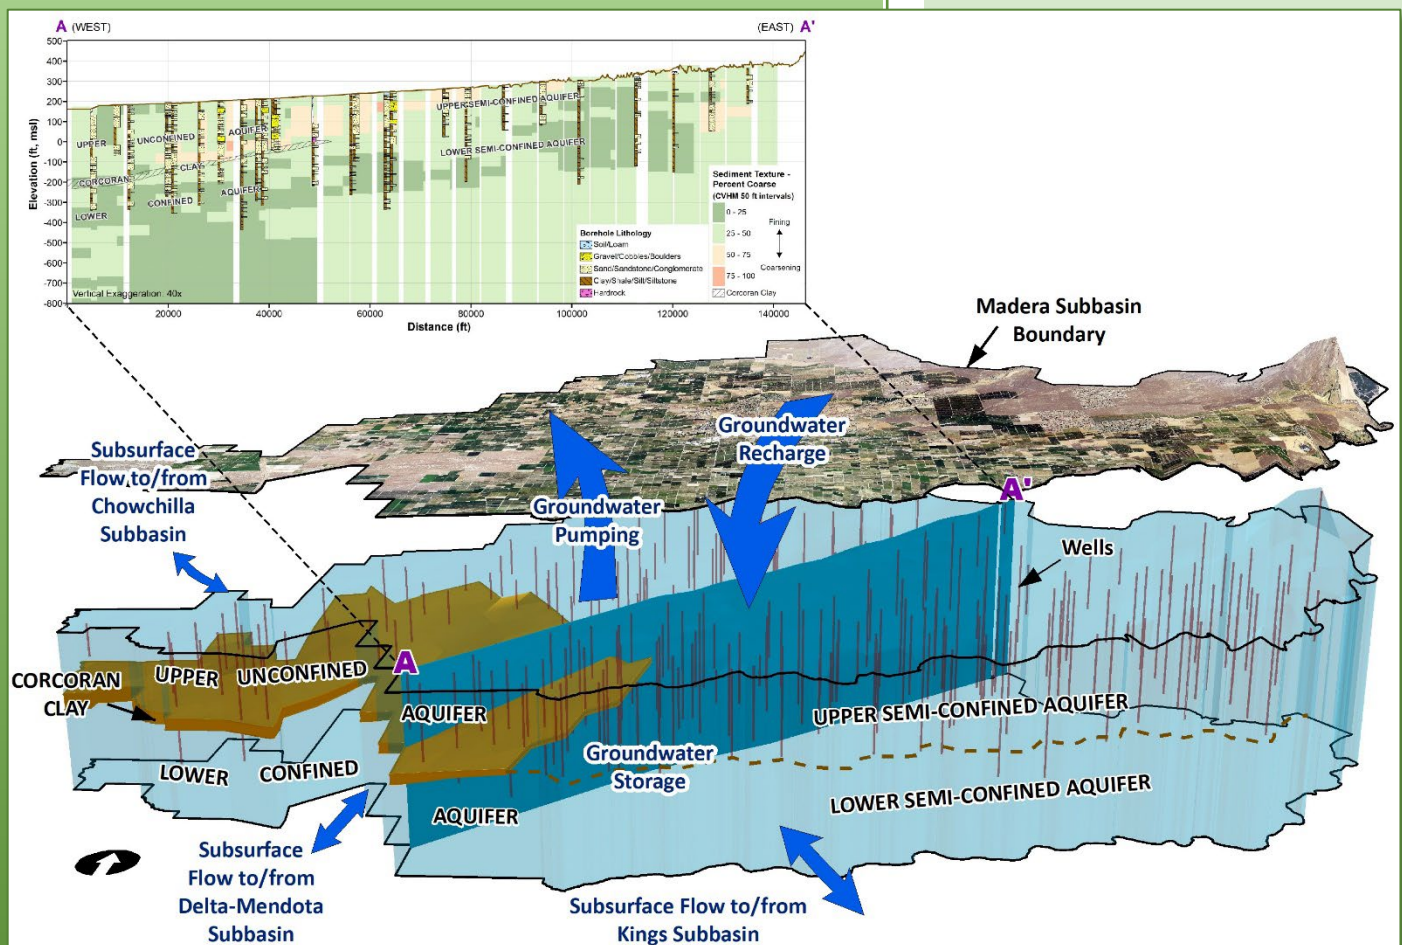 A (WEST)
(EAST) A'
500
400
300
200
100
0
-100
-200
-300
-400
-500
-600
-700
-800
Elevation (ft, msl)
UPPER UNCONFINED AQUIFER
UPPER SEMI-CONFINED AQUIFER
CORCORAN CLAY
LOWER SEMI-CONFINED AQUIFER
LOWER CONFINED AQUIFER
Vertical Exaggeration: 40x
20000 40000 60000 80000 100000 120000 140000
Distance (ft)
Borehole Lithology
Soil/Loam
Gravel/Cobbles/Boulders
Sand/Sandstone/Conglomerate
Clay/Shale/Silt/Siltstone
Hardrock
Sediment Texture -
Percent Coarse
(CVHM 50 ft intervals)
0 - 25
25 - 50
50 - 75
75 - 100
Fining
Coarsening
Corcoran Clay
Madera Subbasin
Boundary
Subsurface
Flow to/from
Chowchilla
Subbasin
Groundwater
Pumping
Groundwater
Recharge
A'
Wells
A
CORCORAN
CLAY
UPPER UNCONFINED
AQUIFER
UPPER SEMI-CONFINED AQUIFER
LOWER CONFINED
AQUIFER
Groundwater
Storage
LOWER SEMI-CONFINED AQUIFER
Subsurface
Flow to/from
Delta-Mendota
Subbasin
Subsurface Flow to/from
Kings Subbasin